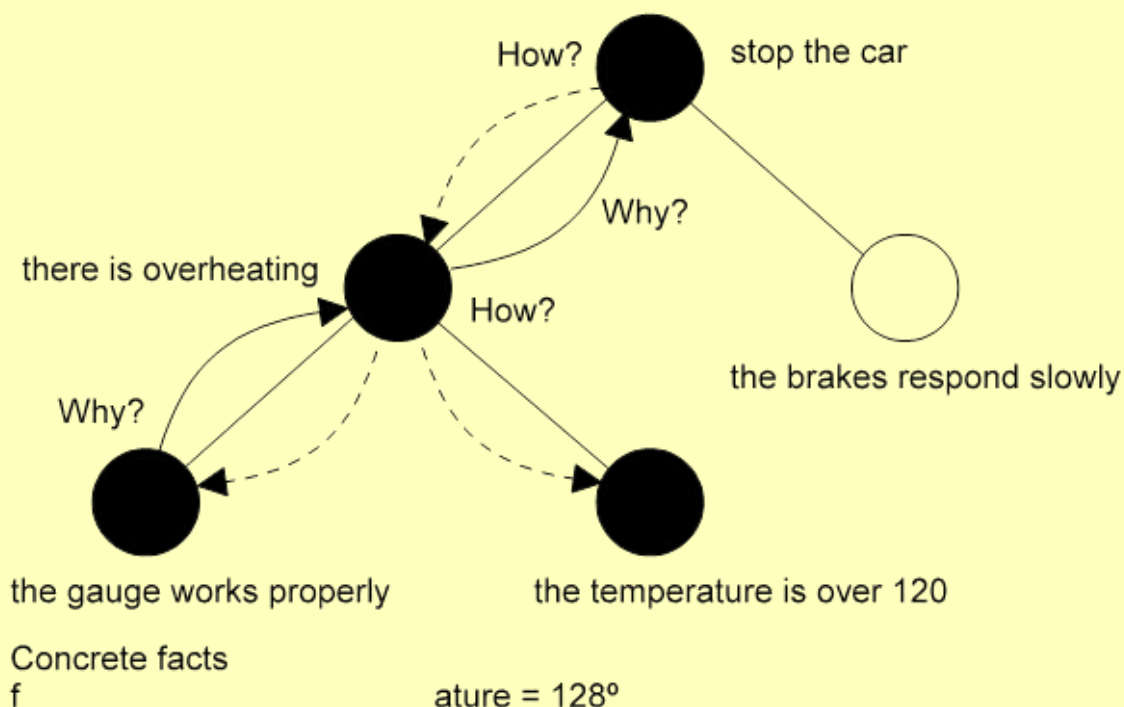 How?
stop the car
Why?
there is overheating
How?
the brakes respond slowly
Why?
the gauge works properly
the temperature is over 120
Concrete facts
f ature = 128º